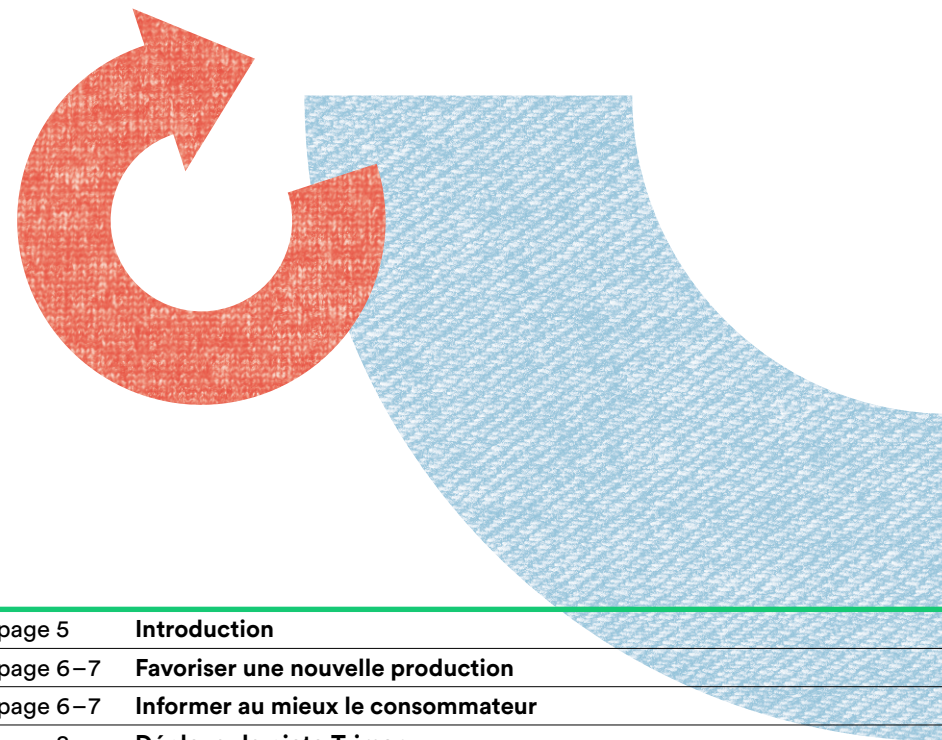 page 5 Introduction
page 6–7 Favoriser une nouvelle production
page 6–7 Informer au mieux le consommateur